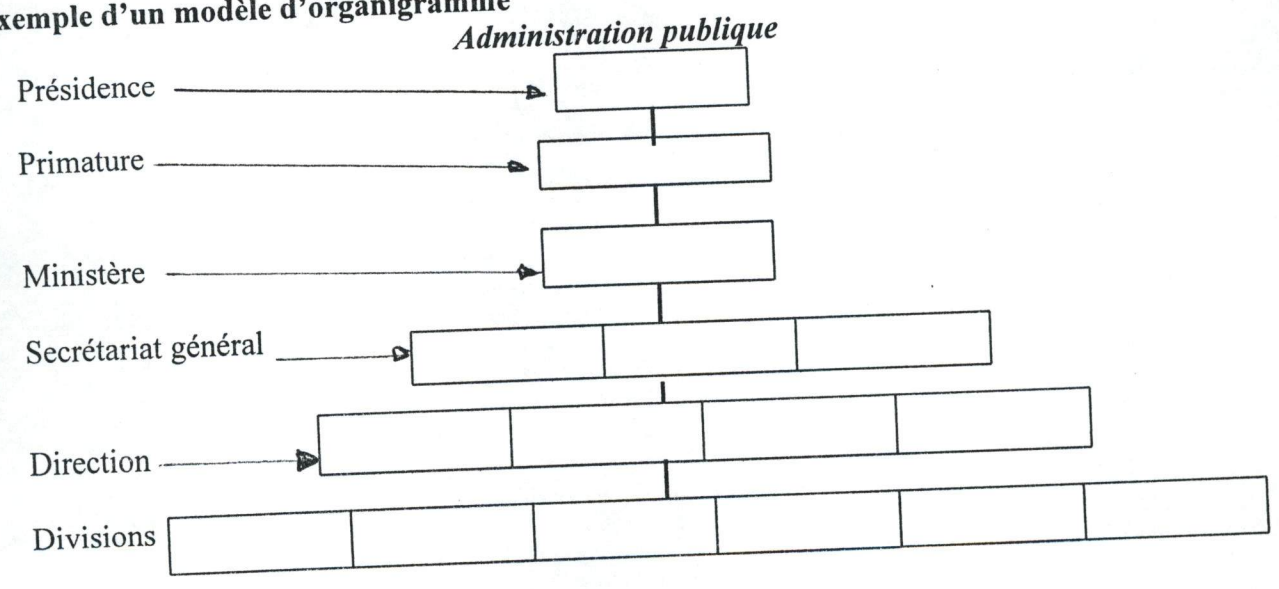 xemple d'un modèle d'organigramme
Administration publique
Présidence
Primature
Ministère
Secrétariat général
Direction
Divisions